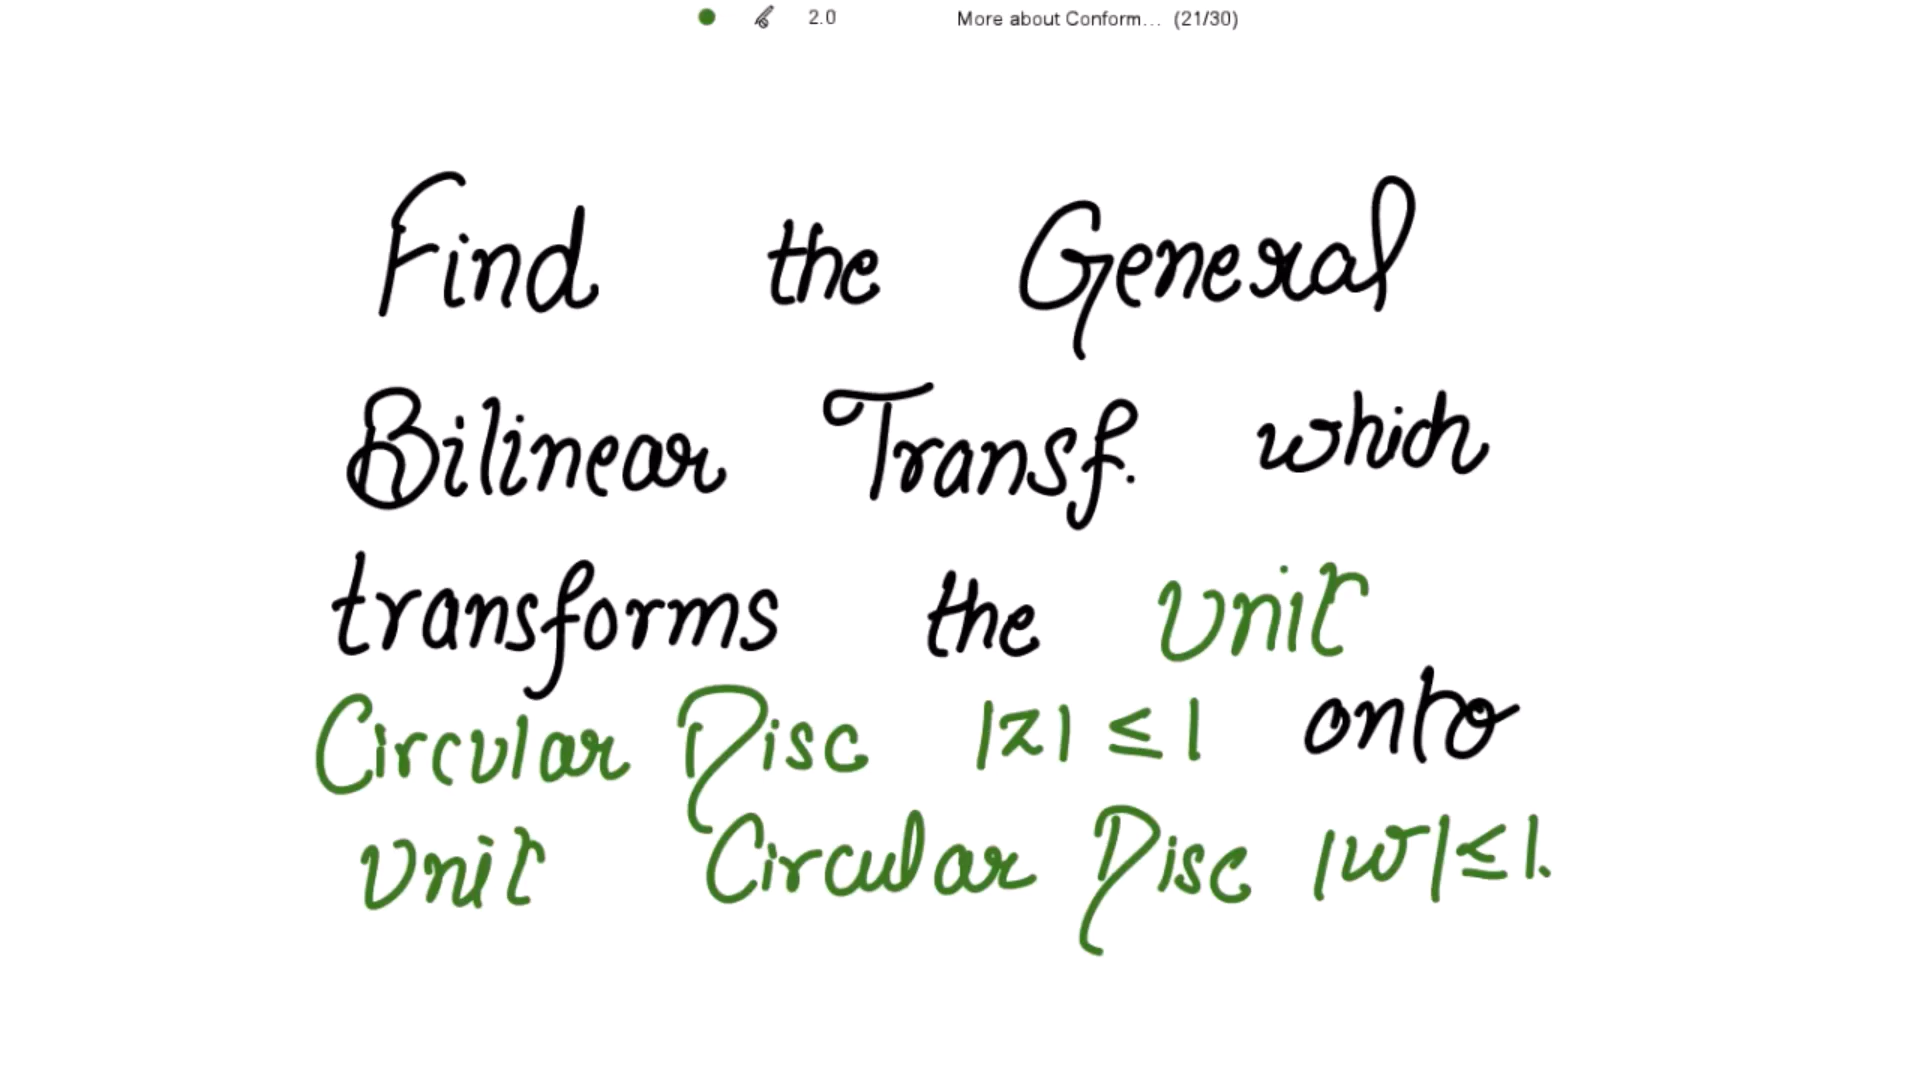 2.0 More about Conform... (21/30)
Find the General
Bilinear Transf. which
transforms the Unit
Circular Disc |z| ≤ 1 onto
Unit Circular Disc |w| ≤ 1.